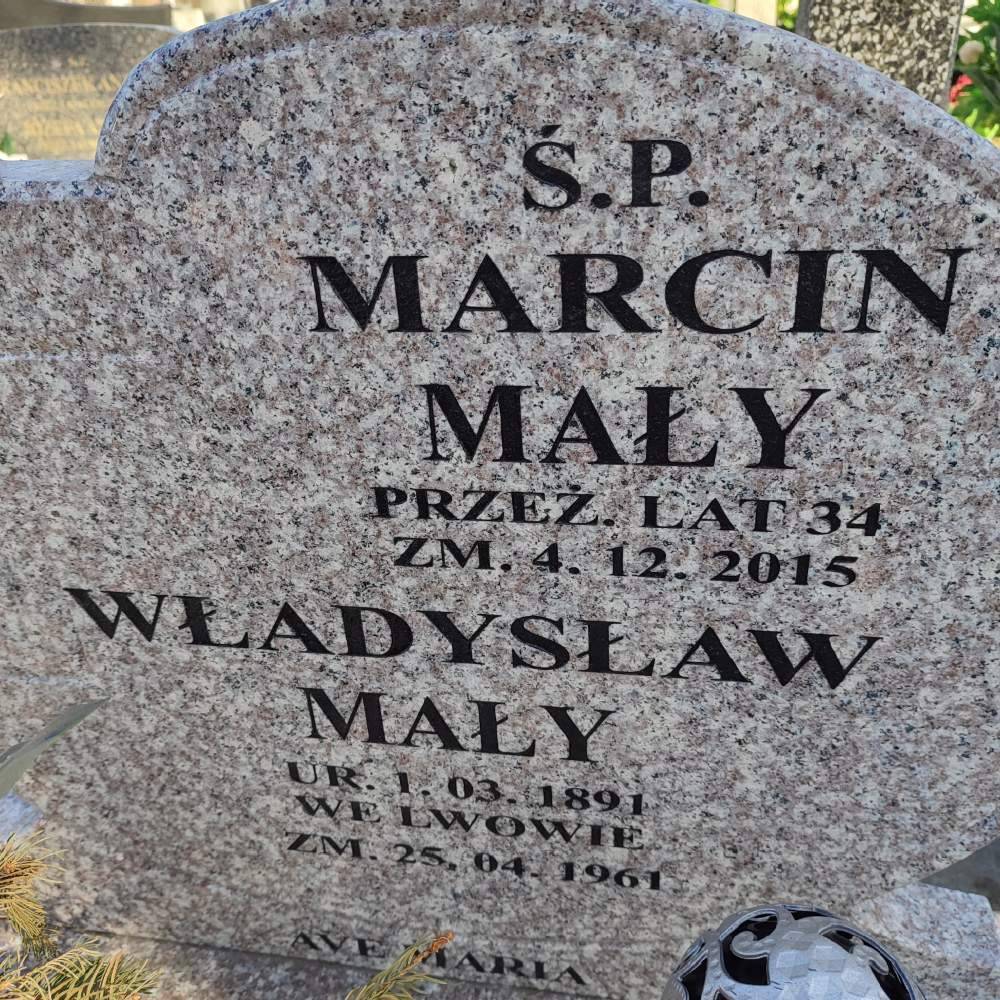 Ś.P.
MARCIN
MAŁY
PRZEŻ. LAT 34
ZM. 4. 12. 2015
WŁADYSŁAW
MAŁY
UR. 1. 03. 1891
WE LWOWIE
ZM. 25. 04. 1961
AVE MARIA